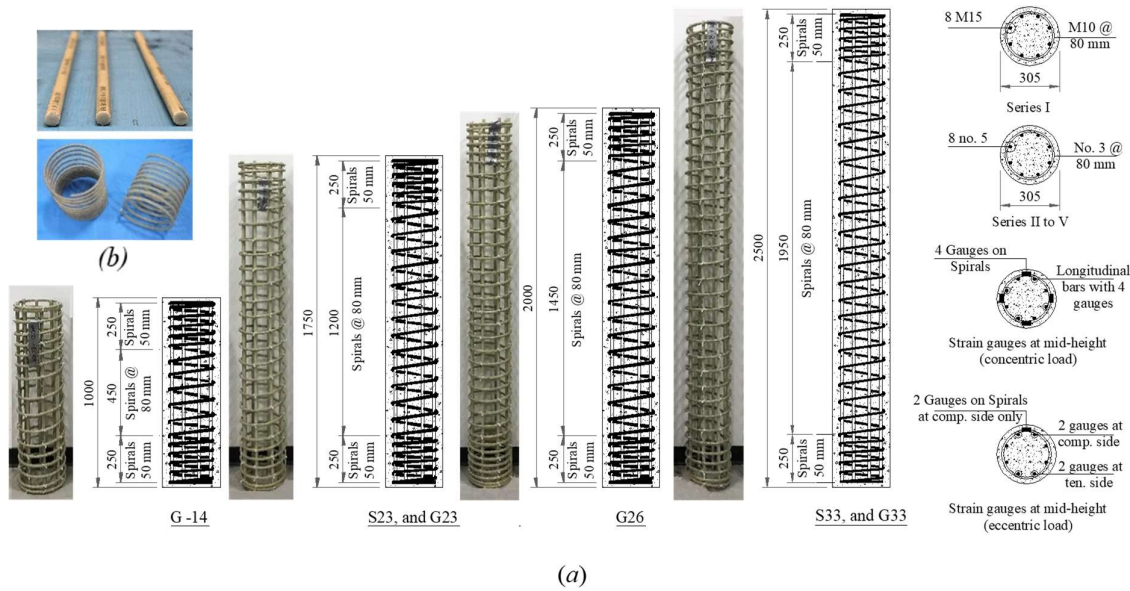 (b)
250
Spirals
50 mm
450
Spirals @
80 mm
250
Spirals
50 mm
1000
G -14
250
Spirals
50 mm
1200
Spirals @ 80 mm
250
Spirals
50 mm
1750
S23, and G23
250
Spirals
50 mm
1450
Spirals @ 80 mm
250
Spirals
50 mm
2000
G26
250
Spirals
50 mm
1950
Spirals @ 80 mm
250
Spirals
50 mm
2500
S33, and G33
8 M15
M10 @
80 mm
305
Series I
8 no. 5
No. 3 @
80 mm
305
Series II to V
4 Gauges on
Spirals
Longitudinal
bars with 4
gauges
Strain gauges at mid-height
(concentric load)
2 Gauges on Spirals
at comp. side only
2 gauges at
comp. side
2 gauges at
ten. side
Strain gauges at mid-height
(eccentric load)
(a)